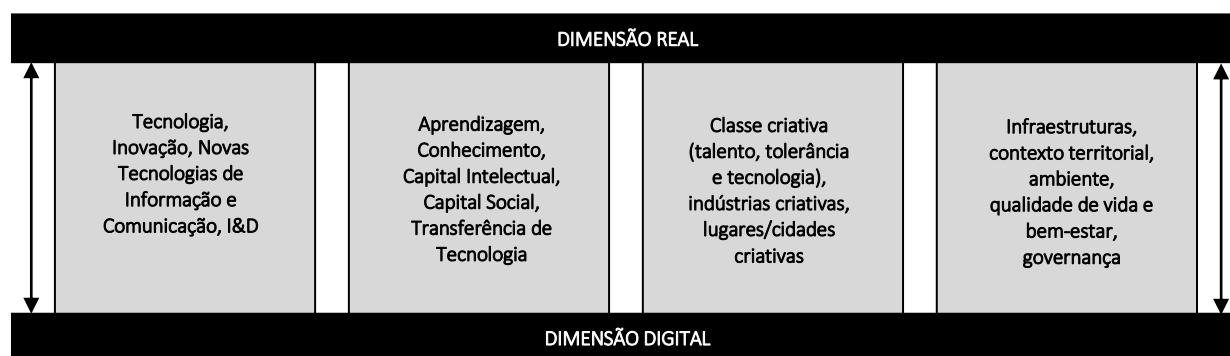 DIMENSÃO REAL
Tecnologia,
Inovação, Novas
Tecnologias de
Informação e
Comunicação, I&D
Aprendizagem,
Conhecimento,
Capital Intelectual,
Capital Social,
Transferência de
Tecnologia
Classe criativa
(talento, tolerância
e tecnologia),
indústrias criativas,
lugares/cidades
criativas
Infraestruturas,
contexto territorial,
ambiente,
qualidade de vida e
bem-estar,
governança
DIMENSÃO DIGITAL